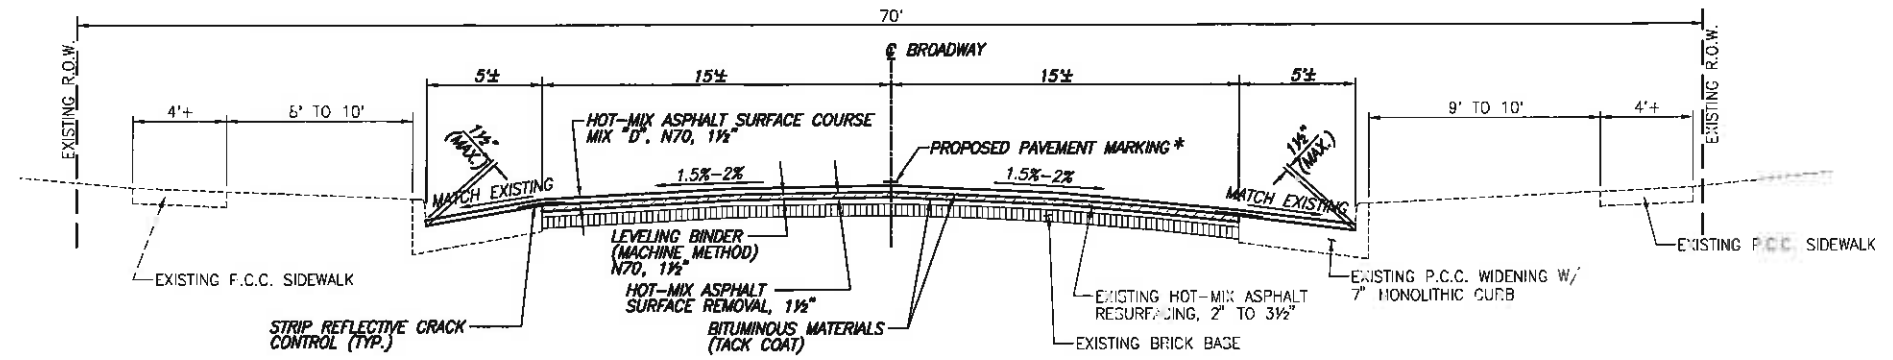 70'
EXISTING R.O.W.
EXISTING R.O.W.
℄ BROADWAY
5'±
15'±
15'±
5'±
4'+
TO 10'
9' TO 10'
4'+
1½"
(MAX.)
1½"
(MAX.)
HOT-MIX ASPHALT SURFACE COURSE
MIX "D", N70, 1½"
PROPOSED PAVEMENT MARKING *
1.5%-2%
1.5%-2%
MATCH EXISTING
MATCH EXISTING
LEVELING BINDER
(MACHINE METHOD)
N70, 1½"
HOT-MIX ASPHALT
SURFACE REMOVAL, 1½"
BITUMINOUS MATERIALS
(TACK COAT)
STRIP REFLECTIVE CRACK
CONTROL (TYP.)
EXISTING P.C.C. SIDEWALK
EXISTING HOT-MIX ASPHALT
RESURFACING, 2" TO 3½"
EXISTING BRICK BASE
EXISTING P.C.C. WIDENING W/
7" MONOLITHIC CURB
EXISTING P.C.C. SIDEWALK